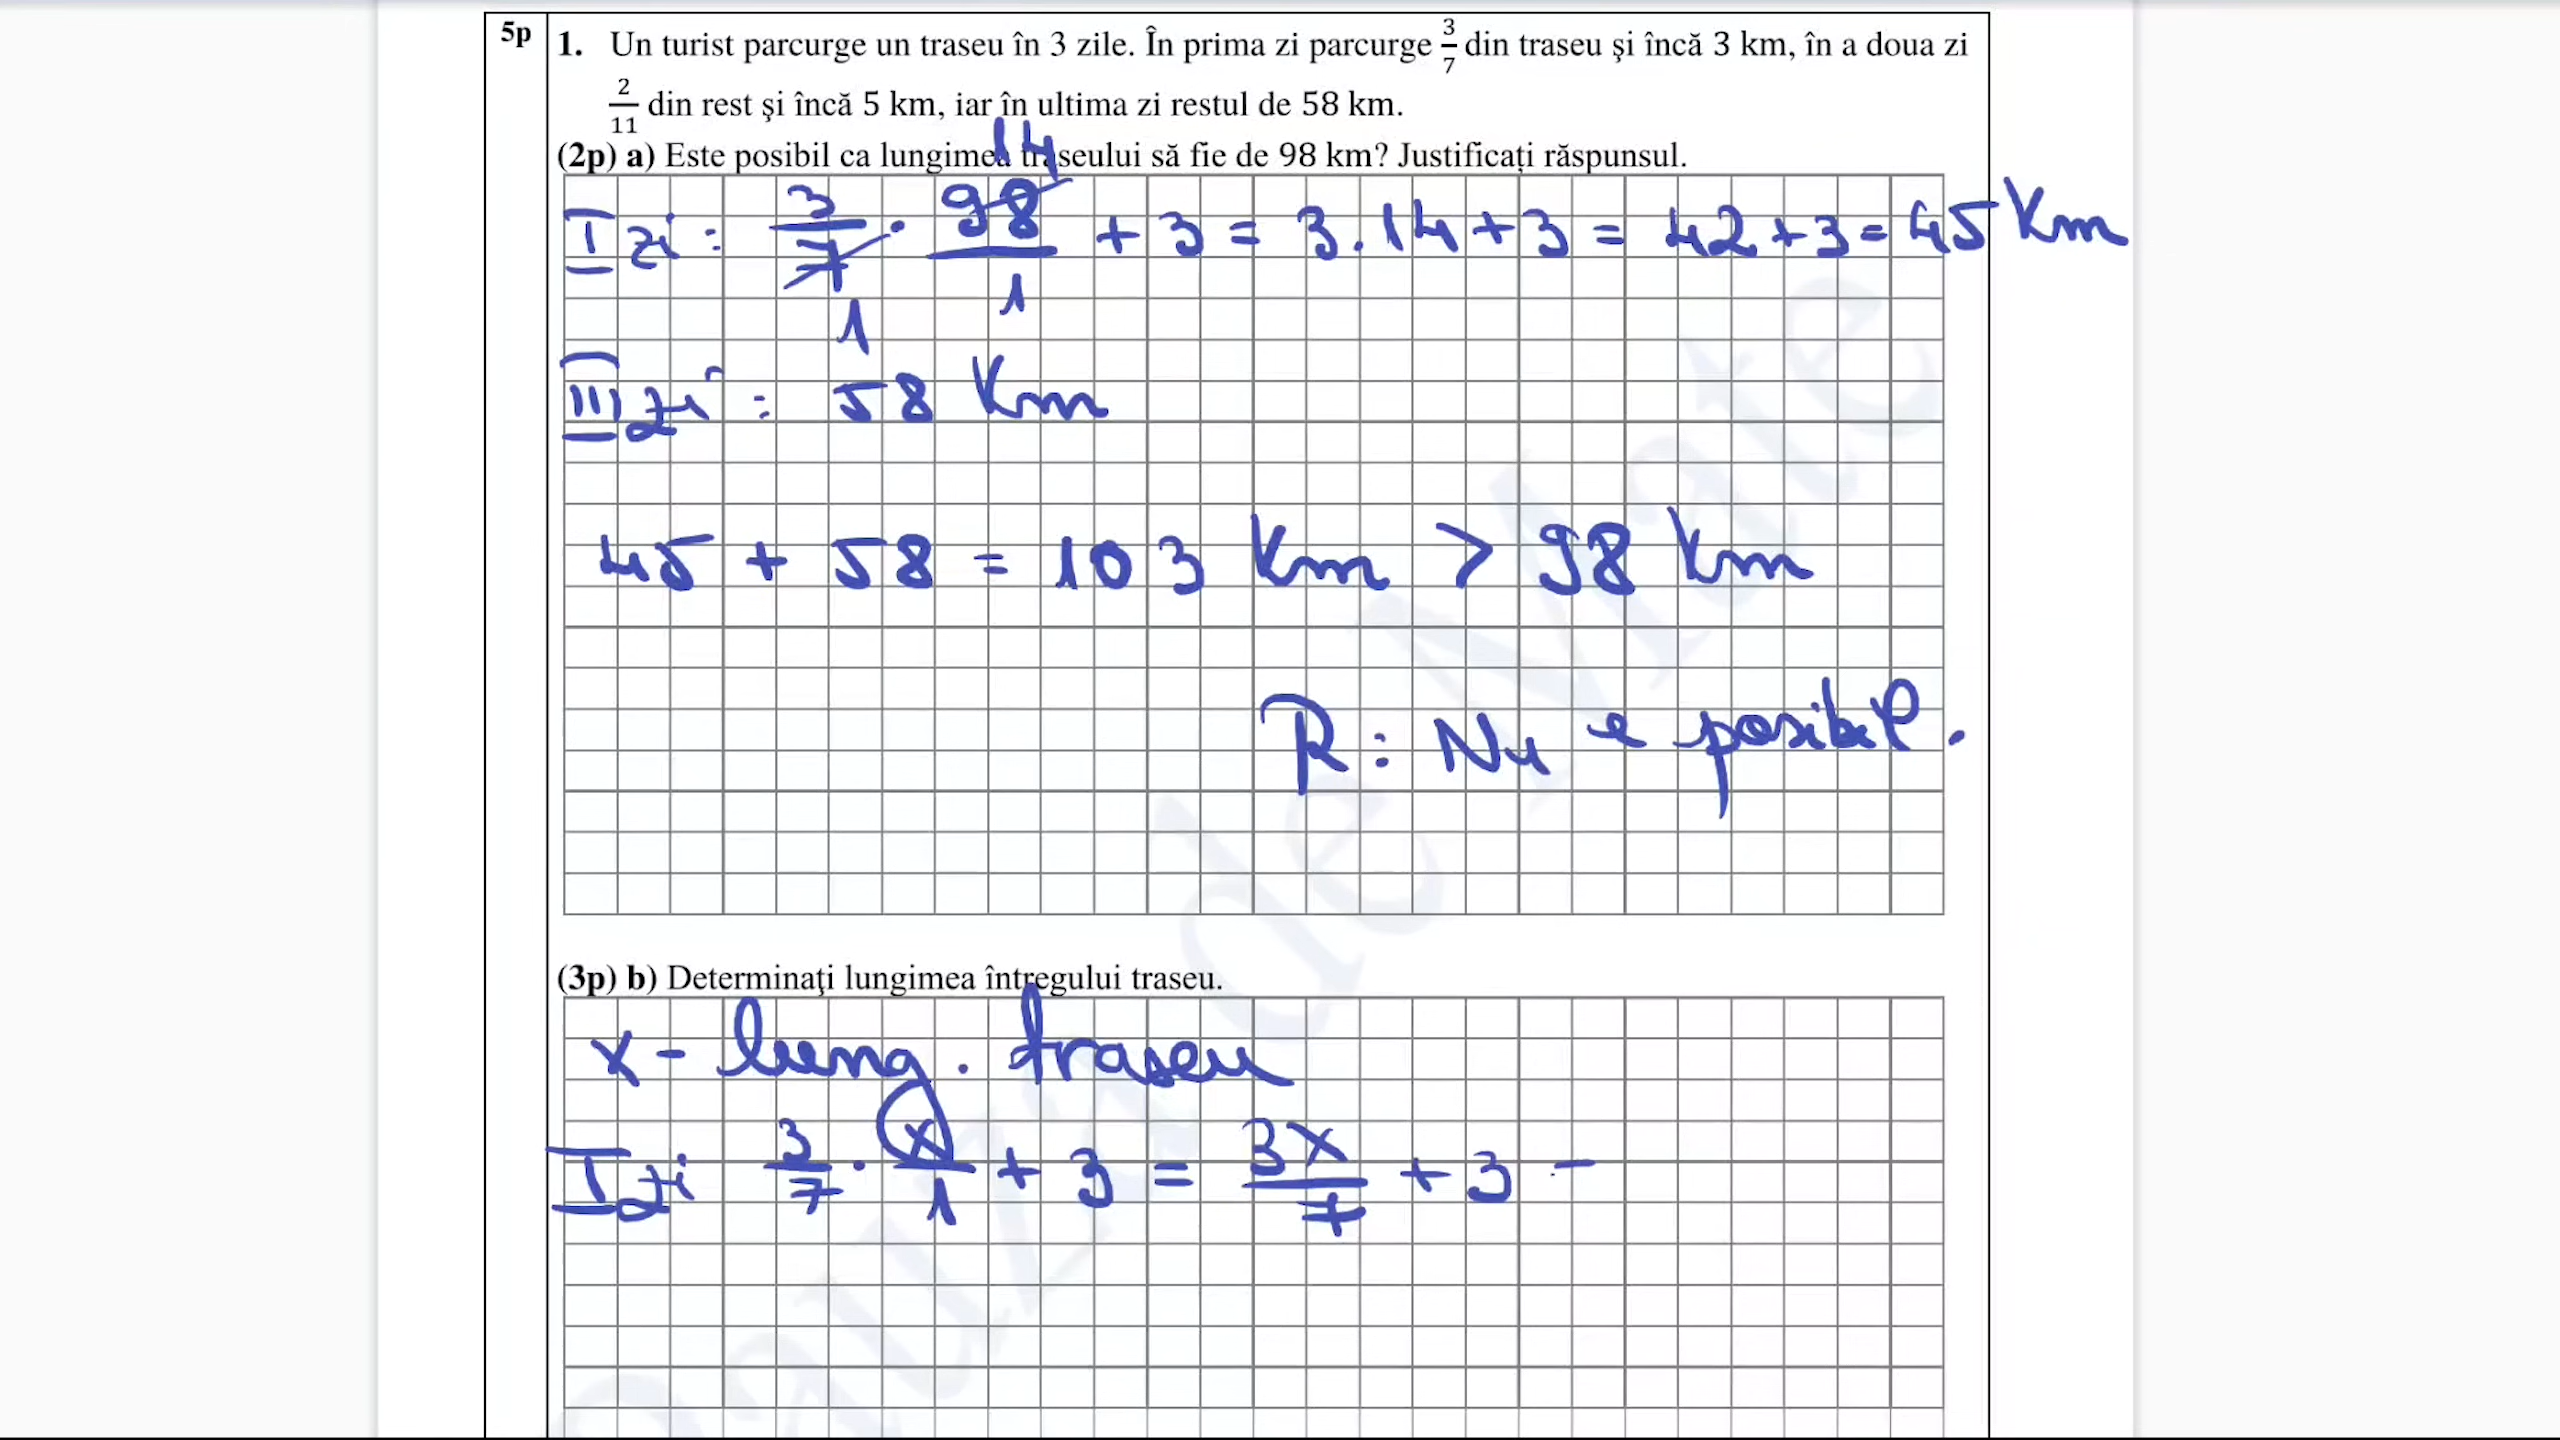 5p 1. Un turist parcurge un traseu în 3 zile. În prima zi parcurge 3/7 din traseu şi încă 3 km, în a doua zi
2/11 din rest şi încă 5 km, iar în ultima zi restul de 58 km.
(2p) a) Este posibil ca lungimea traseului să fie de 98 km? Justificaţi răspunsul.
I zi: 3/7 · 98/1 + 3 = 3·14+3 = 42+3=45 Km
14
1
III zi: 58 Km
45 + 58 = 103 Km > 98 Km
R: Nu e posibil.
(3p) b) Determinaţi lungimea întregului traseu.
x - lung. traseu
I zi 3/7 · x/1 + 3 = 3x/7 + 3 =
Pauza de Mate